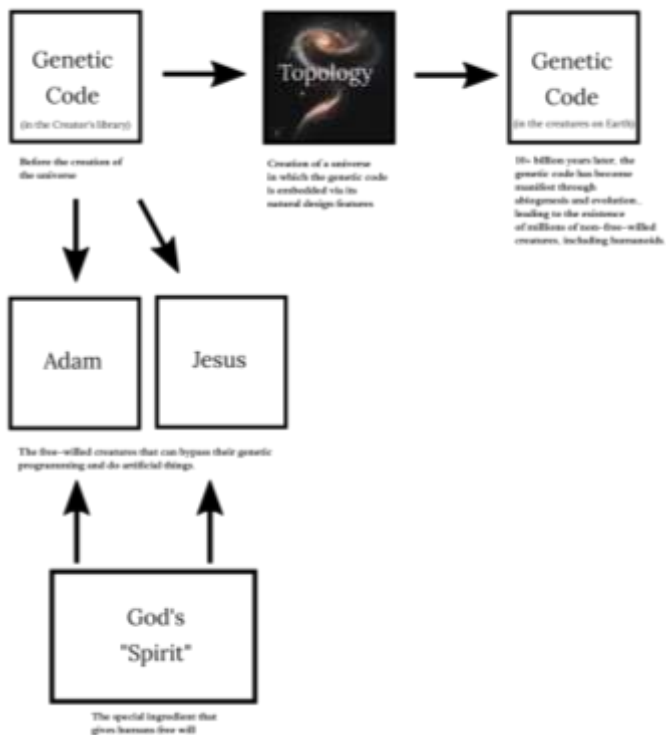 Genetic
Code
(in the Creator's library)
Before the creation of
the universe
Topology
Creation of a universe
in which the genetic code
is embedded via its
natural design features
Genetic
Code
(in the creatures on Earth)
10+ billion years later, the
genetic code has become
manifest through
abiogenesis and evolution..
leading to the existence
of millions of non-free-willed
creatures, including humanoids
Adam
Jesus
The free-willed creatures that can bypass their genetic
programming and do artificial things.
God's
"Spirit"
The special ingredient that
gives humans free will